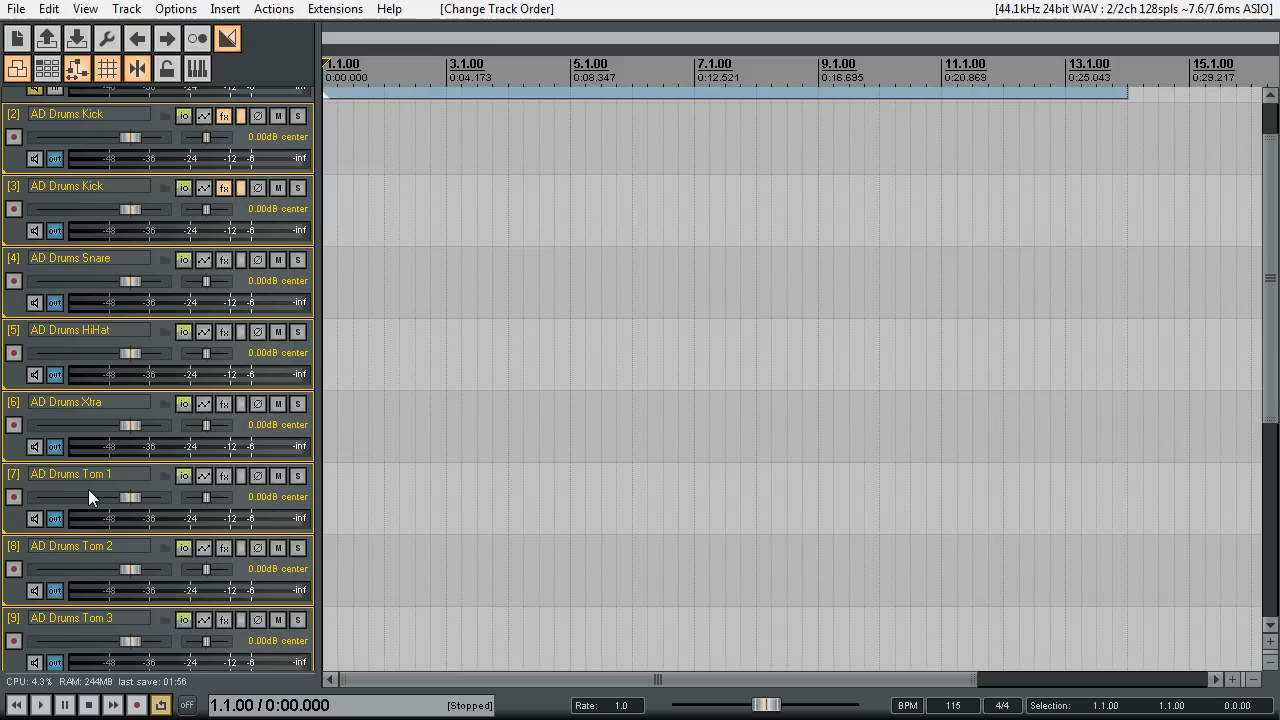 File Edit View Track Options Insert Actions Extensions Help [Change Track Order] [44.1kHz 24bit WAV : 2/2ch 128spls ~7.6/7.6ms ASIO]
1.1.00 3.1.00 5.1.00 7.1.00 9.1.00 11.1.00 13.1.00 15.1.00
0:00.000 0:04.173 0:08.347 0:12.521 0:16.695 0:20.869 0:25.043 0:29.217
[2] AD Drums Kick io fx Ø M S
0.00dB center
out -48 -36 -24 -12 -6 -inf
[3] AD Drums Kick io fx Ø M S
0.00dB center
out -48 -36 -24 -12 -6 -inf
[4] AD Drums Snare io fx Ø M S
0.00dB center
out -48 -36 -24 -12 -6 -inf
[5] AD Drums HiHat io fx Ø M S
0.00dB center
out -48 -36 -24 -12 -6 -inf
[6] AD Drums Xtra io fx Ø M S
0.00dB center
out -48 -36 -24 -12 -6 -inf
[7] AD Drums Tom 1 io fx Ø M S
0.00dB center
out -48 -36 -24 -12 -6 -inf
[8] AD Drums Tom 2 io fx Ø M S
0.00dB center
out -48 -36 -24 -12 -6 -inf
[9] AD Drums Tom 3 io fx Ø M S
0.00dB center
out -48 -36 -24 -12 -6 -inf
CPU: 4.3% RAM: 244MB last save: 01:56
off 1.1.00 / 0:00.000 [Stopped] Rate: 1.0 BPM 115 4/4 Selection: 1.1.00 1.1.00 0.0.00